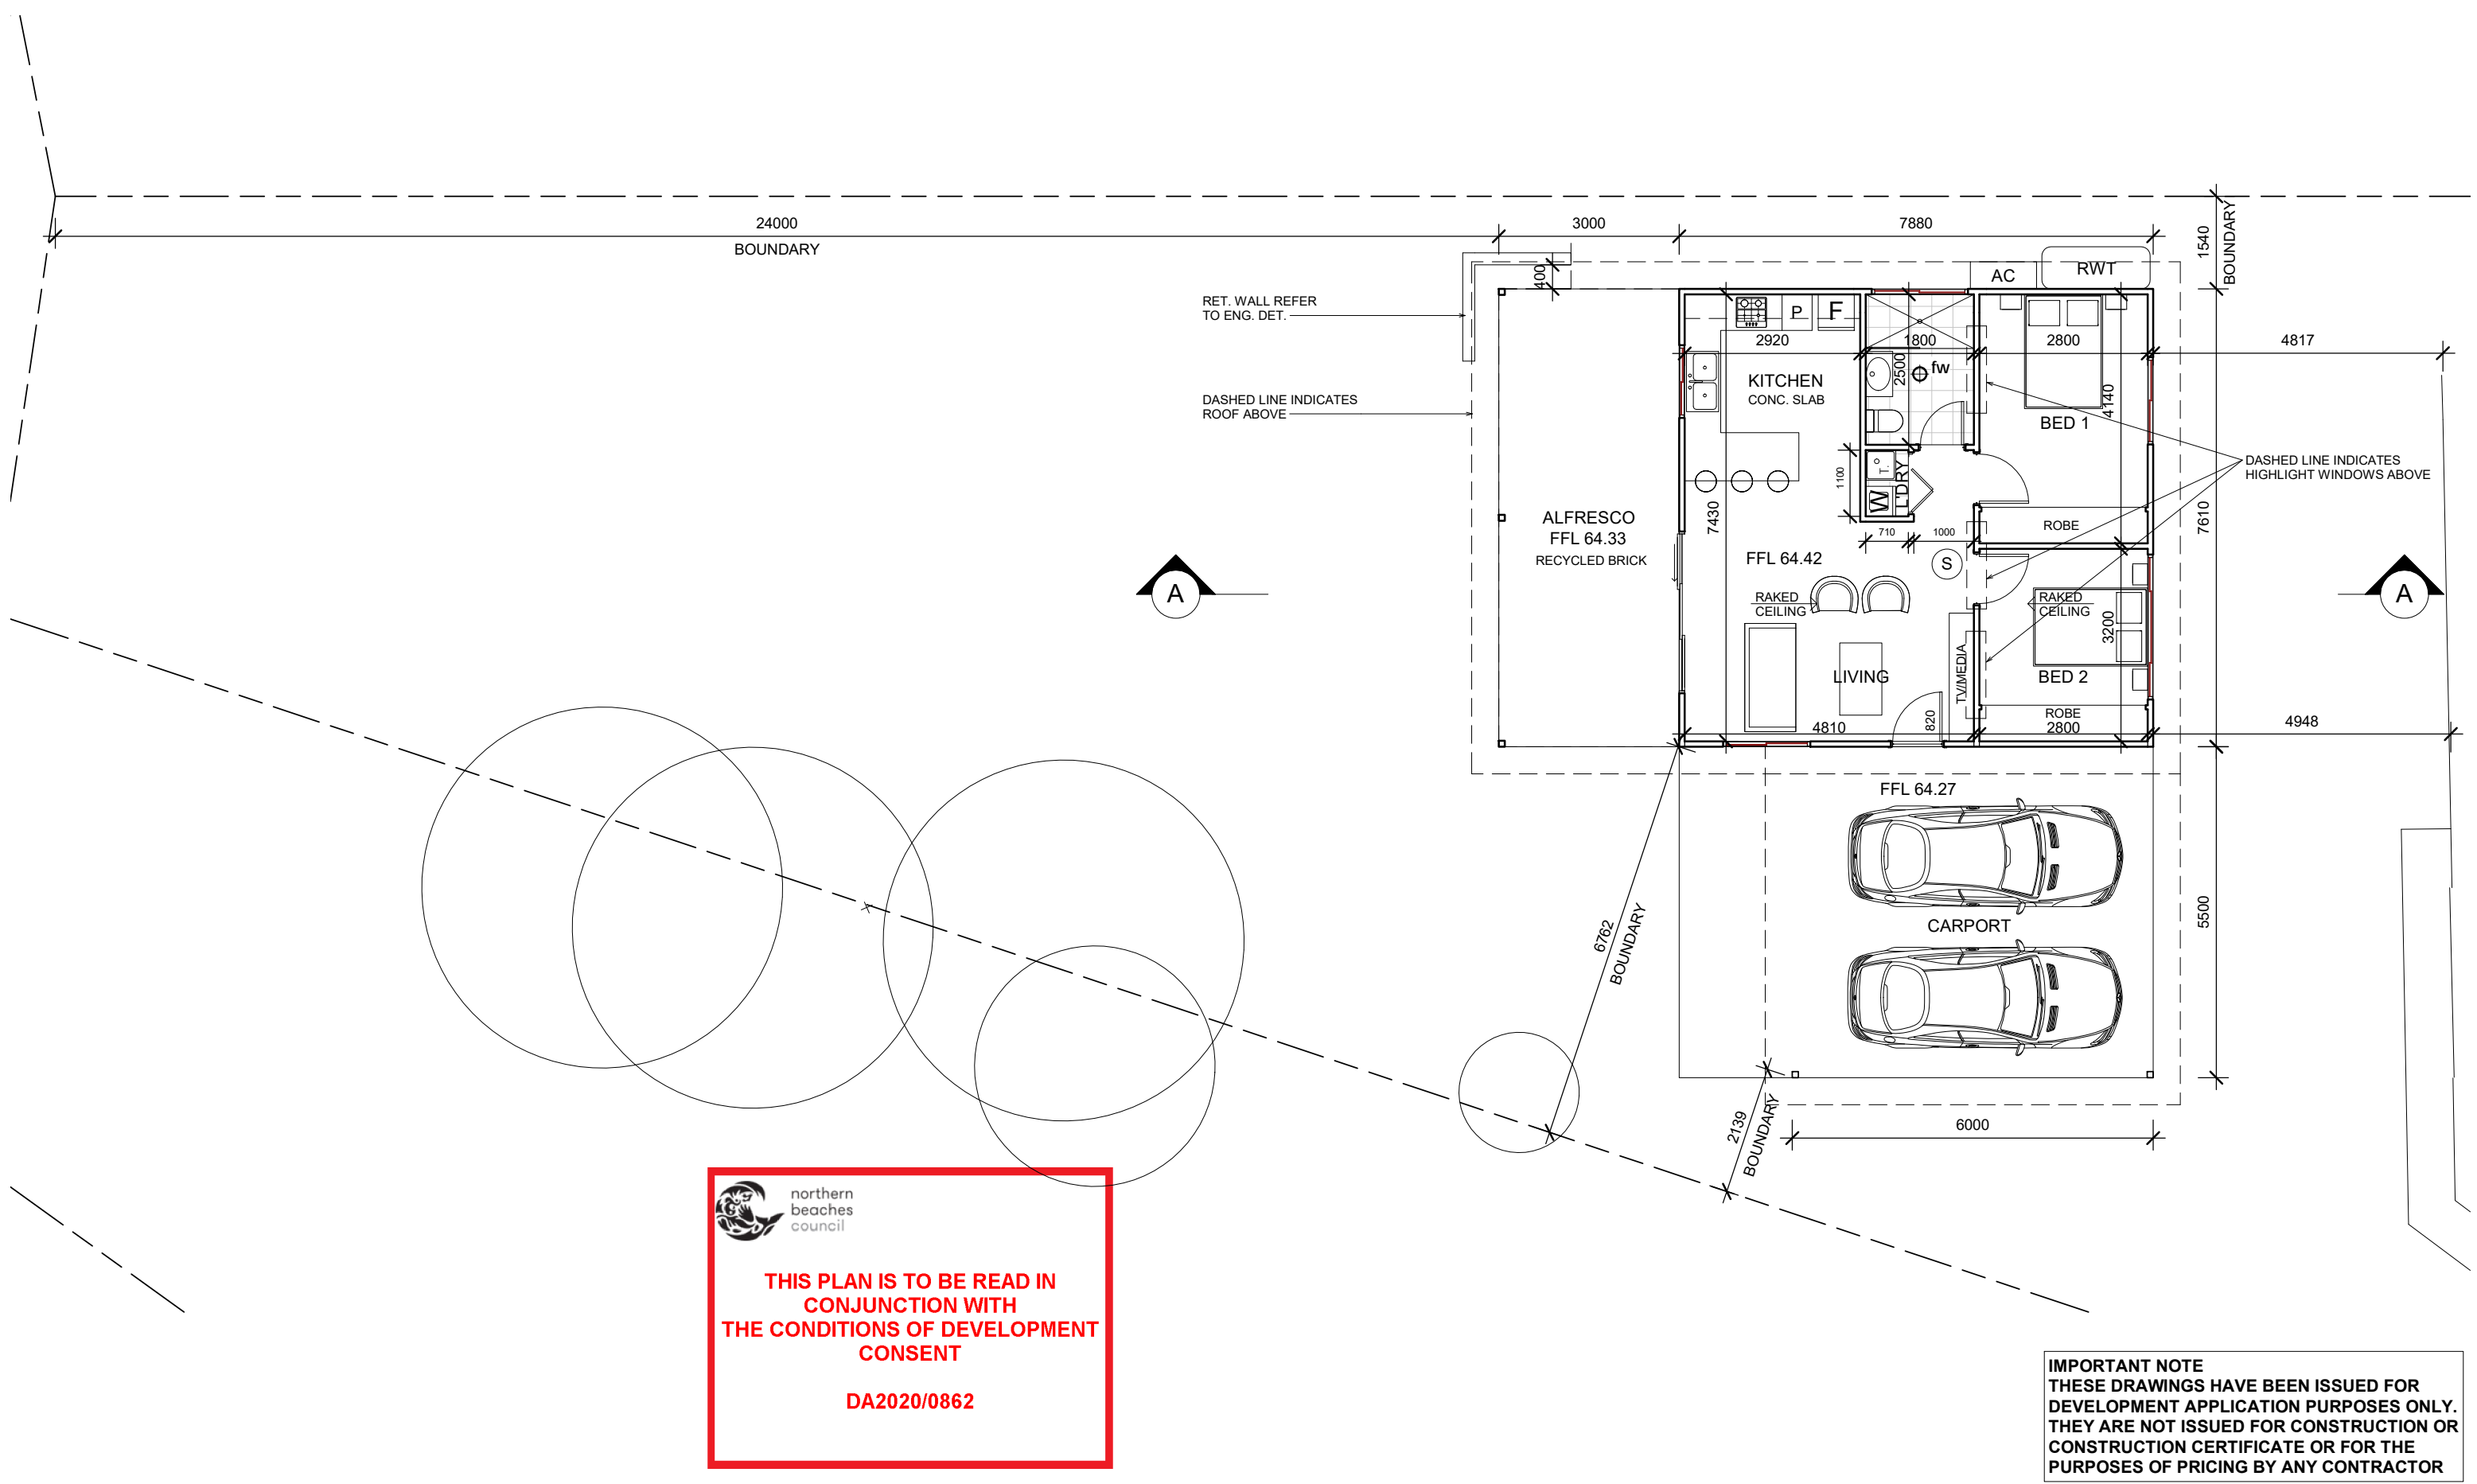 24000
BOUNDARY
3000
7880
1540
BOUNDARY
400
AC
RWT
RET. WALL REFER
TO ENG. DET.
P
F
2920
1800
2800
4817
2500
fw
KITCHEN
CONC. SLAB
4140
BED 1
DASHED LINE INDICATES
ROOF ABOVE
DASHED LINE INDICATES
HIGHLIGHT WINDOWS ABOVE
1100
T.
W
L'DRY
7430
7610
ALFRESCO
FFL 64.33
RECYCLED BRICK
710
1000
ROBE
FFL 64.42
S
A
A
RAKED
CEILING
RAKED
CEILING
3200
TV/MEDIA
LIVING
BED 2
820
4810
ROBE
2800
4948
FFL 64.27
CARPORT
5500
6762
BOUNDARY
2139
BOUNDARY
6000
northern
beaches
council
THIS PLAN IS TO BE READ IN
CONJUNCTION WITH
THE CONDITIONS OF DEVELOPMENT
CONSENT
DA2020/0862
IMPORTANT NOTE
THESE DRAWINGS HAVE BEEN ISSUED FOR
DEVELOPMENT APPLICATION PURPOSES ONLY.
THEY ARE NOT ISSUED FOR CONSTRUCTION OR
CONSTRUCTION CERTIFICATE OR FOR THE
PURPOSES OF PRICING BY ANY CONTRACTOR